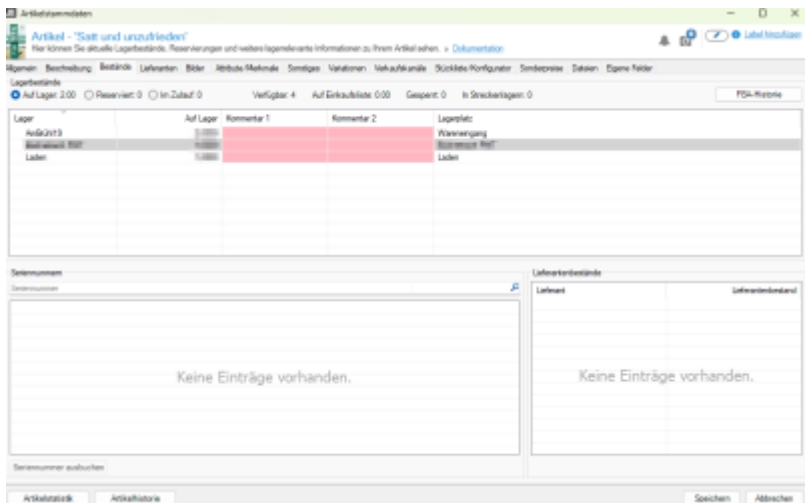 Artikelstammdaten
Artikel - "Satt und unzufrieden"
Hier können Sie aktuelle Lagerbestände, Reservierungen und weitere lagerrelevante Informationen zu Ihrem Artikel sehen. » Dokumentation
Label hinzufügen
Allgemein Beschreibung Bestände Lieferanten Bilder Attribute/Merkmale Sonstiges Variationen Verkaufskanäle Stückliste/Konfigurator Sonderpreise Dateien Eigene Felder
Lagerbestände
Auf Lager: 2.00 Reserviert: 0 Im Zulauf: 0 Verfügbar: 4 Auf Einkaufsliste: 0.00 Gesperrt: 0 In Streckenlagern: 0 FBA-Historie
Lager Auf Lager Kommentar 1 Kommentar 2 Lagerplatz
Wareneingang
Laden Laden
Seriennummern
Seriennummer
Keine Einträge vorhanden.
Seriennummer ausbuchen
Lieferantenbestände
Lieferant Lieferantenbestand
Keine Einträge vorhanden.
Artikelstatistik Artikelhistorie Speichern Abbrechen